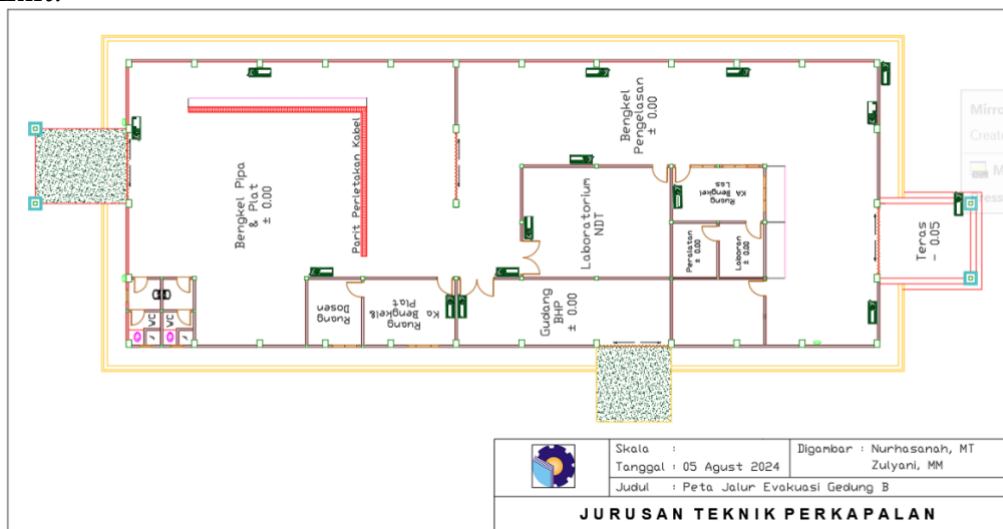 Mirro
Create
M
ress
Bengkel Pipa
& Plat
± 0.00
Parit Perletakan Kabel
Bengkel
Pengelasan
± 0.00
Laboratorium
NDT
Ruang
KA Bengkel
Las
Peralatan
± 0.00
Laboran
± 0.00
Teras
- 0.05
WC
WC
Ruang
Dosen
Ruang
Ka Bengkel&
Plat
Gudang
BHP
± 0.00
Skala :
Tanggal : 05 Agust 2024
Digambar : Nurhasanah, MT
Zulyani, MM
Judul : Peta Jalur Evakuasi Gedung B
JURUSAN TEKNIK PERKAPALAN